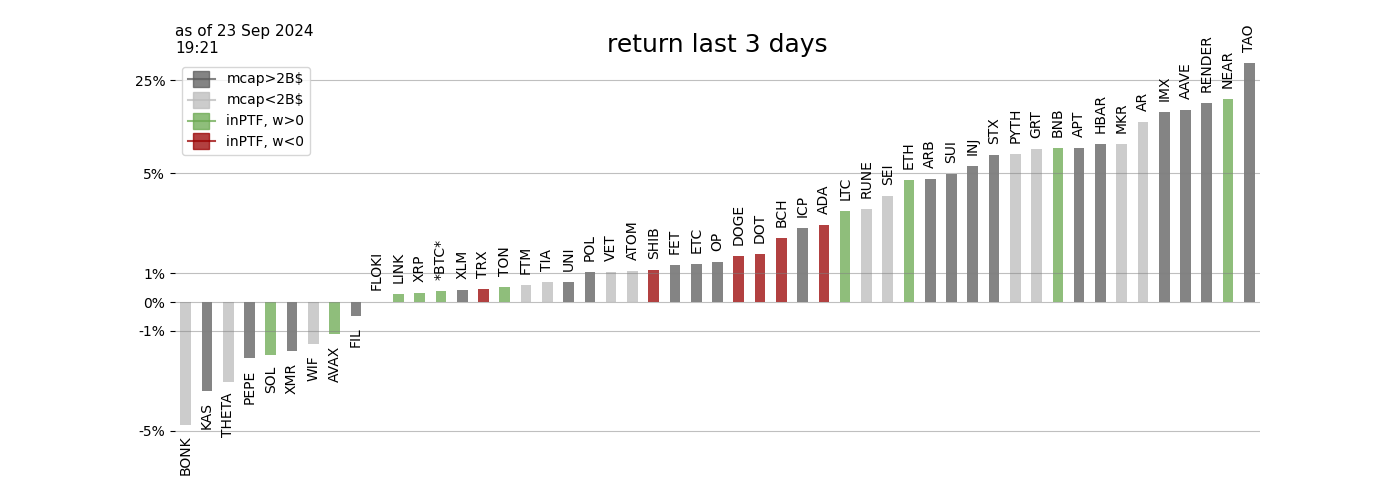 as of 23 Sep 2024
19:21
return last 3 days
mcap>2B$
mcap<2B$
inPTF, w>0
inPTF, w<0
25%
5%
1%
0%
-1%
-5%
BONK
KAS
THETA
PEPE
SOL
XMR
WIF
AVAX
FIL
FLOKI
LINK
XRP
*BTC*
XLM
TRX
TON
FTM
TIA
UNI
POL
VET
ATOM
SHIB
FET
ETC
OP
DOGE
DOT
BCH
ICP
ADA
LTC
RUNE
SEI
ETH
ARB
SUI
INJ
STX
PYTH
GRT
BNB
APT
HBAR
MKR
AR
IMX
AAVE
RENDER
NEAR
TAO